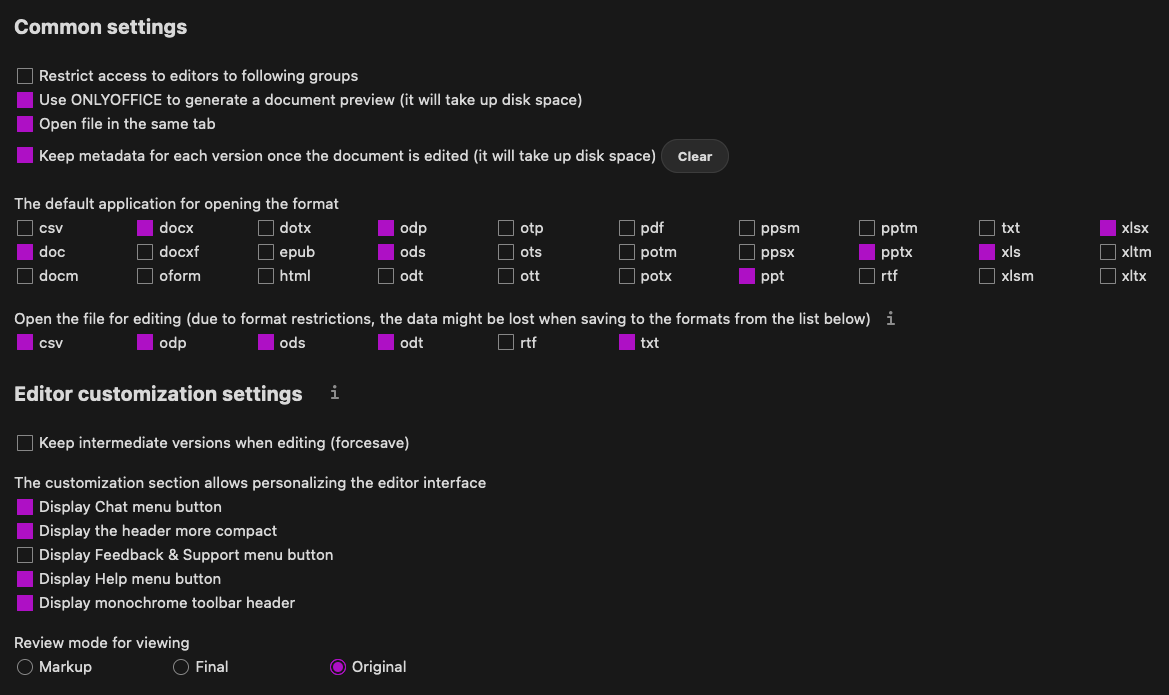 Common settings
Restrict access to editors to following groups
Use ONLYOFFICE to generate a document preview (it will take up disk space)
Open file in the same tab
Keep metadata for each version once the document is edited (it will take up disk space) Clear
The default application for opening the format
csv docx dotx odp otp pdf ppsm pptm txt xlsx
doc docxf epub ods ots potm ppsx pptx xls xltm
docm oform html odt ott potx ppt rtf xlsm xltx
Open the file for editing (due to format restrictions, the data might be lost when saving to the formats from the list below) i
csv odp ods odt rtf txt
Editor customization settings i
Keep intermediate versions when editing (forcesave)
The customization section allows personalizing the editor interface
Display Chat menu button
Display the header more compact
Display Feedback & Support menu button
Display Help menu button
Display monochrome toolbar header
Review mode for viewing
Markup Final Original